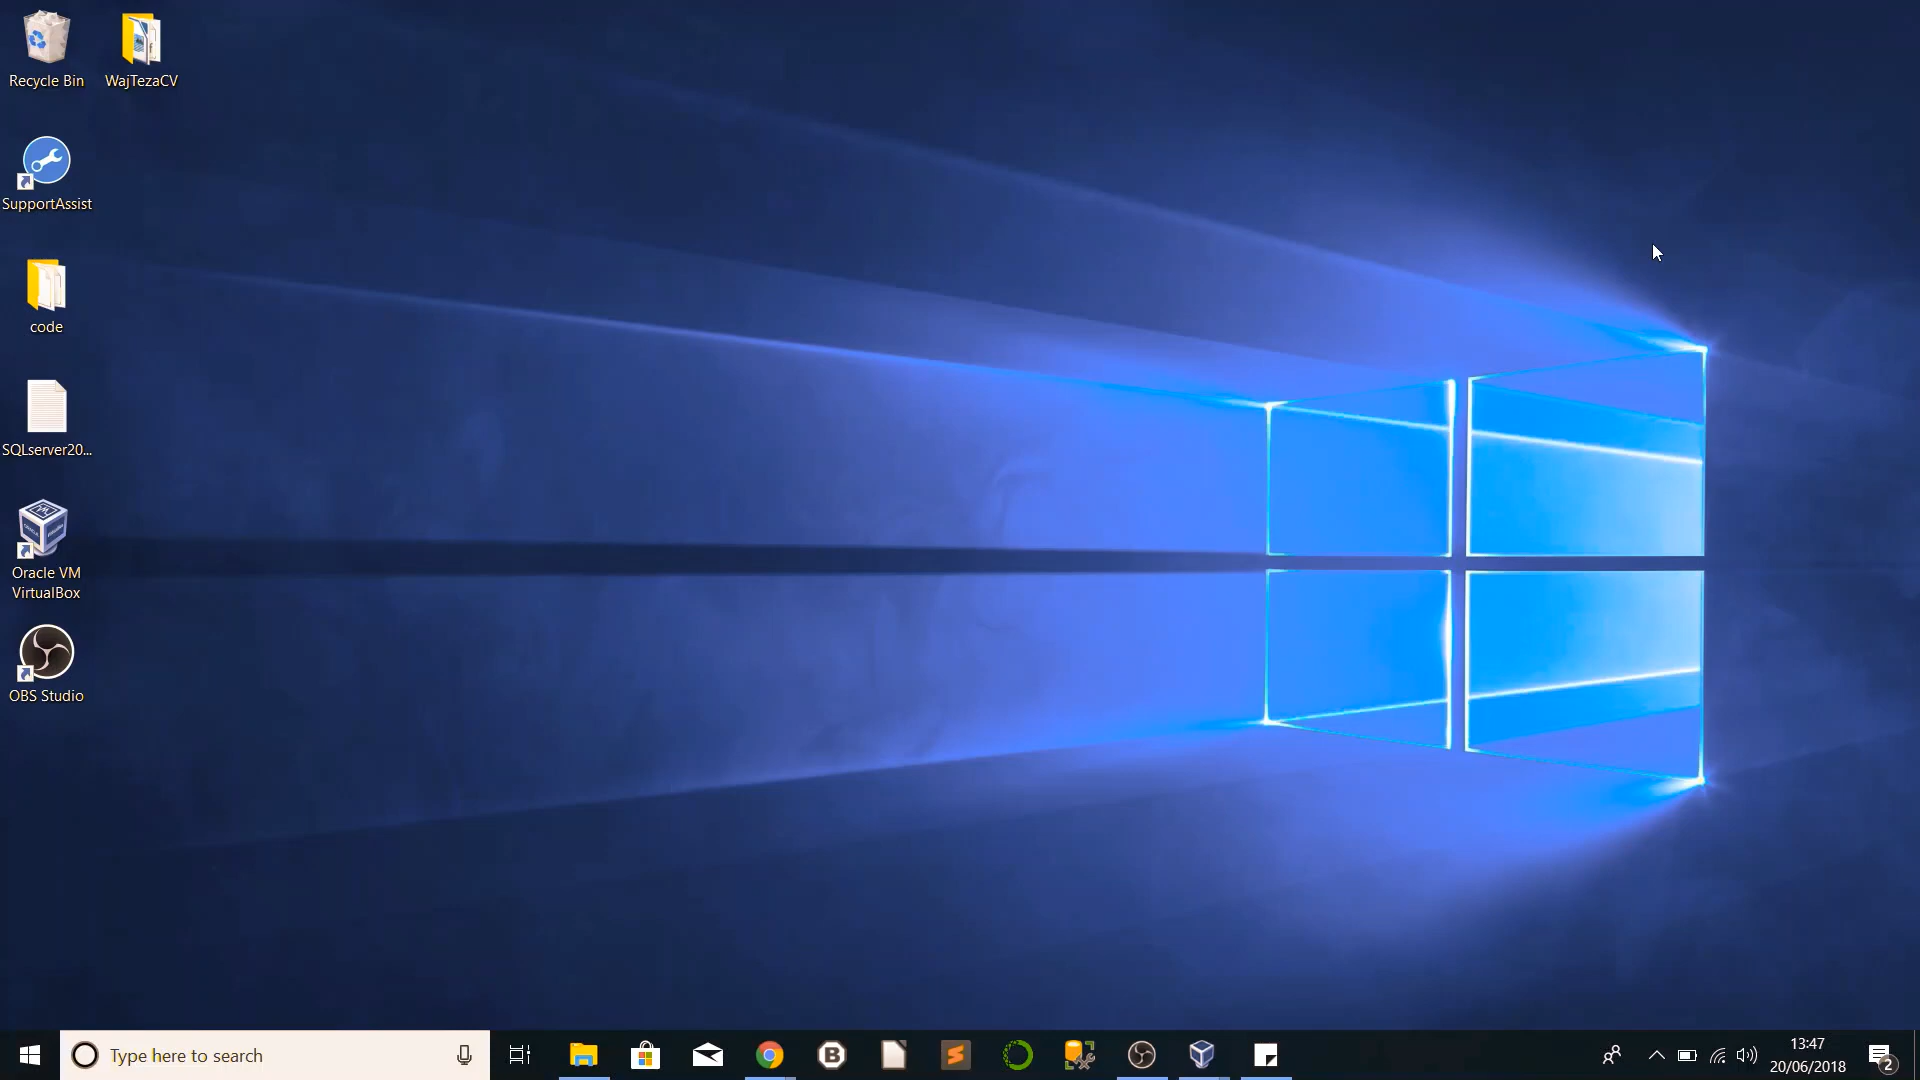 Recycle Bin
WajTezaCV
SupportAssist
code
SQLserver20...
Oracle VM
VirtualBox
OBS Studio
Type here to search
B
13:47
20/06/2018
2